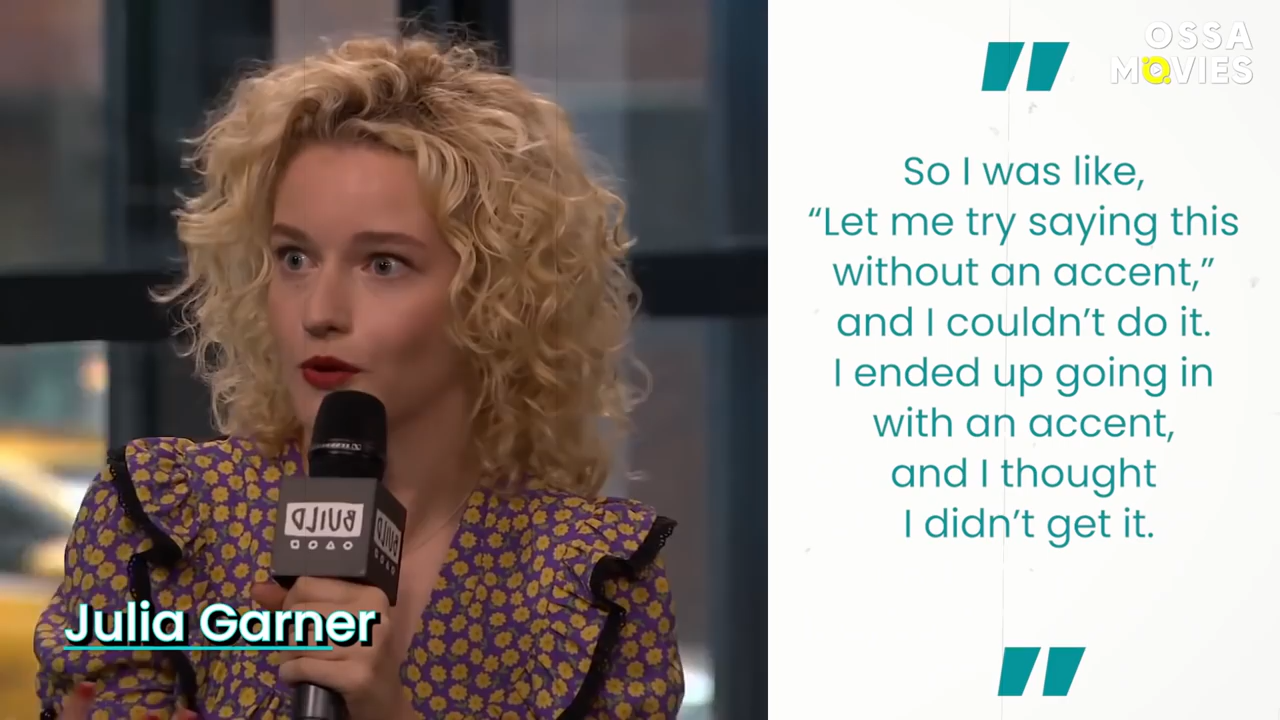 BUILD
BUILD
Julia Garner
OSSA
MOVIES
So I was like,
“Let me try saying this
without an accent,”
and I couldn’t do it.
I ended up going in
with an accent,
and I thought
I didn’t get it.